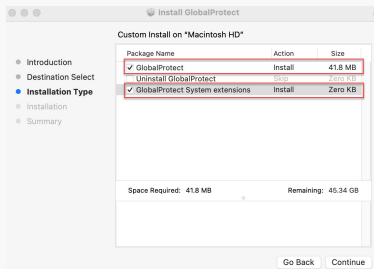 Install GlobalProtect
Custom Install on "Macintosh HD"
Package Name Action Size
GlobalProtect Install 41.8 MB
Uninstall GlobalProtect Skip Zero KB
GlobalProtect System extensions Install Zero KB
Introduction
Destination Select
Installation Type
Installation
Summary
Space Required: 41.8 MB Remaining: 45.34 GB
Go Back Continue